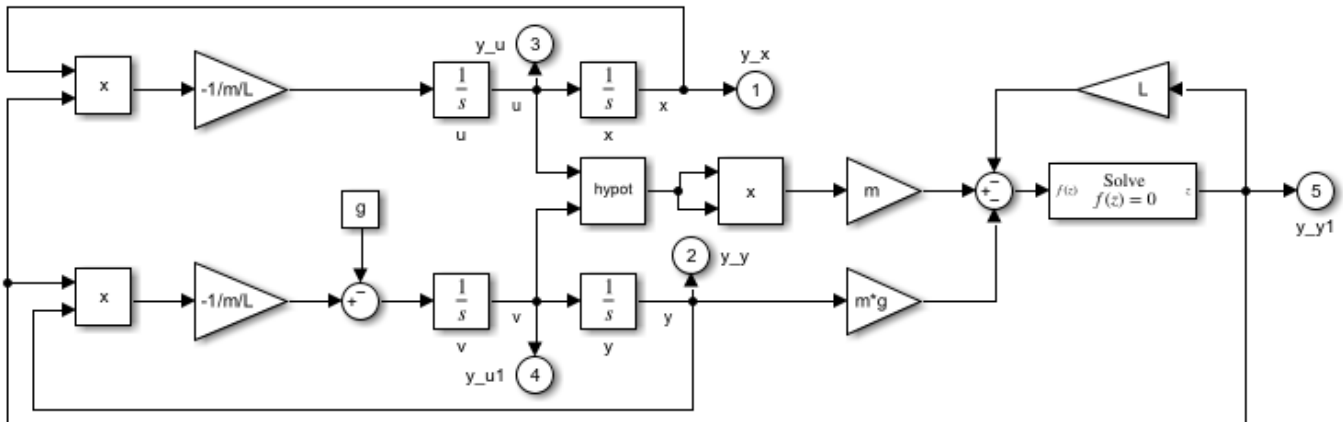 y_u
3
y_x
x
-1/m/L
1
s
u
u
1
s
x
x
1
L
hypot
x
m
+
−
−
f(z)
Solve
f(z) = 0
z
5
y_y1
g
2
y_y
x
-1/m/L
+
−
1
s
v
v
1
s
y
y
m*g
y_u1
4